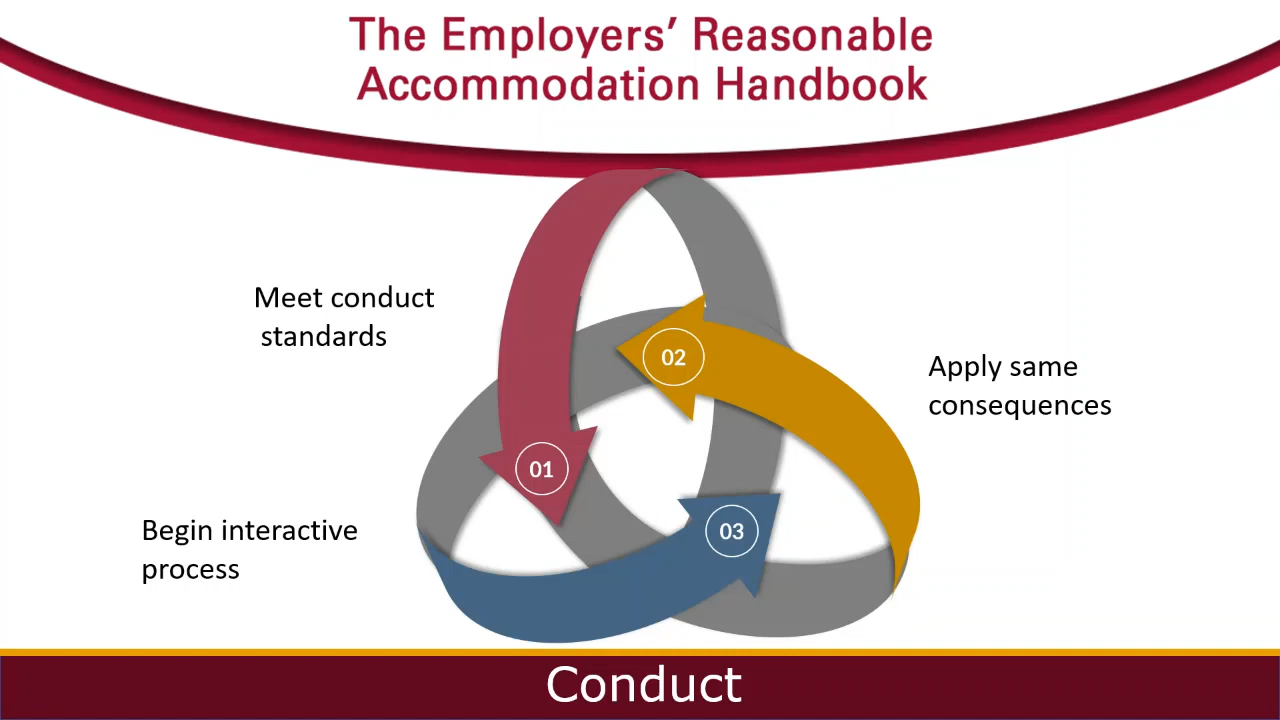 The Employers’ Reasonable
Accommodation Handbook
Meet conduct
standards
01
02
Apply same
consequences
Begin interactive
process
03
Conduct